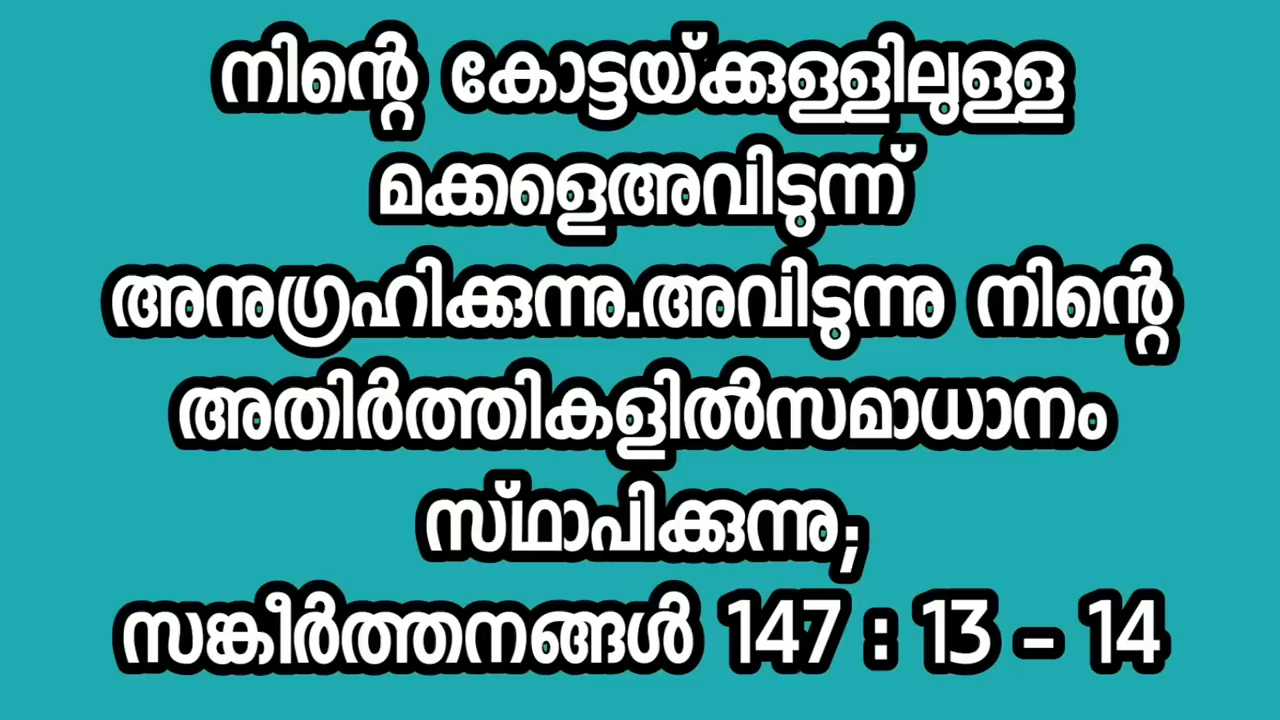 നിന്റെ കോട്ടയ്ക്കുള്ളിലുള്ള
മക്കളെഅവിടുന്ന്
അനുഗ്രഹിക്കുന്നു.അവിടുന്നു നിന്റെ
അതിർത്തികളിൽസമാധാനം
സ്ഥാപിക്കുന്നു;
സങ്കീർത്തനങ്ങൾ 147 : 13 – 14